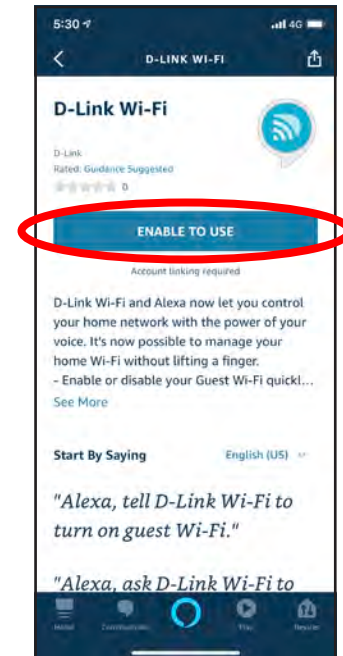 5:30
4G
D-LINK WI-FI
D-Link Wi-Fi
D-Link
Rated: Guidance Suggested
0
ENABLE TO USE
Account linking required
D-Link Wi-Fi and Alexa now let you control
your home network with the power of your
voice. It's now possible to manage your
home Wi-Fi without lifting a finger.
- Enable or disable your Guest Wi-Fi quickl...
See More
Start By Saying
English (US)
"Alexa, tell D-Link Wi-Fi to
turn on guest Wi-Fi."
"Alexa, ask D-Link Wi-Fi to
Home
Play
Devices